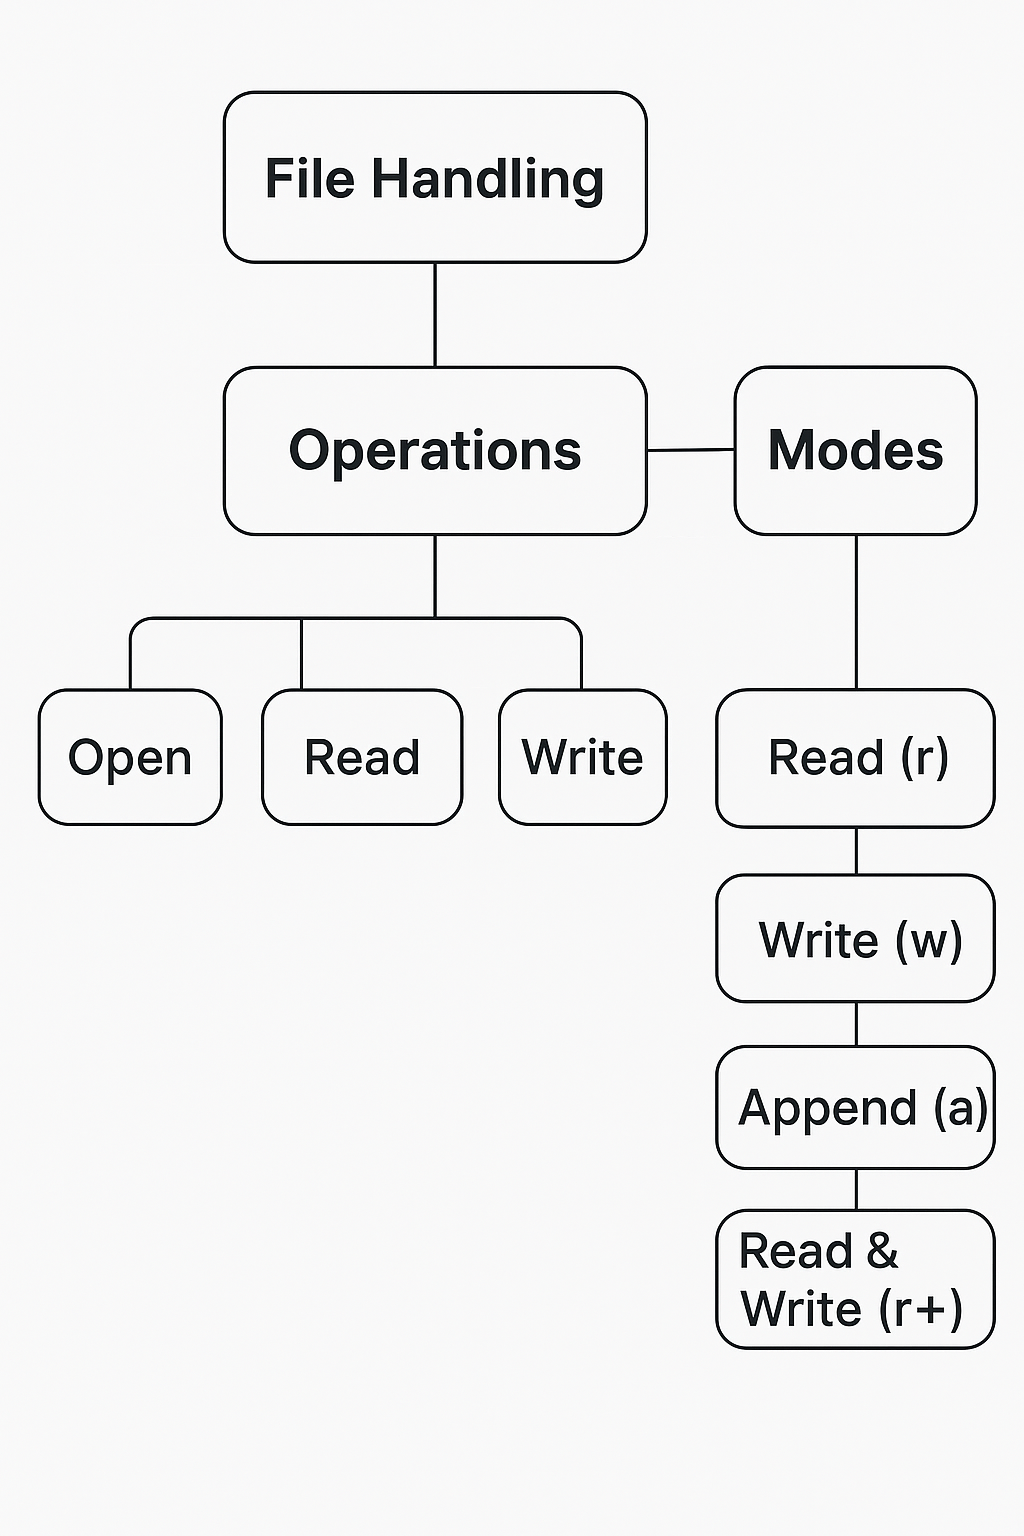 File Handling
Operations
Modes
Open
Read
Write
Read (r)
Write (w)
Append (a)
Read &
Write (r+)